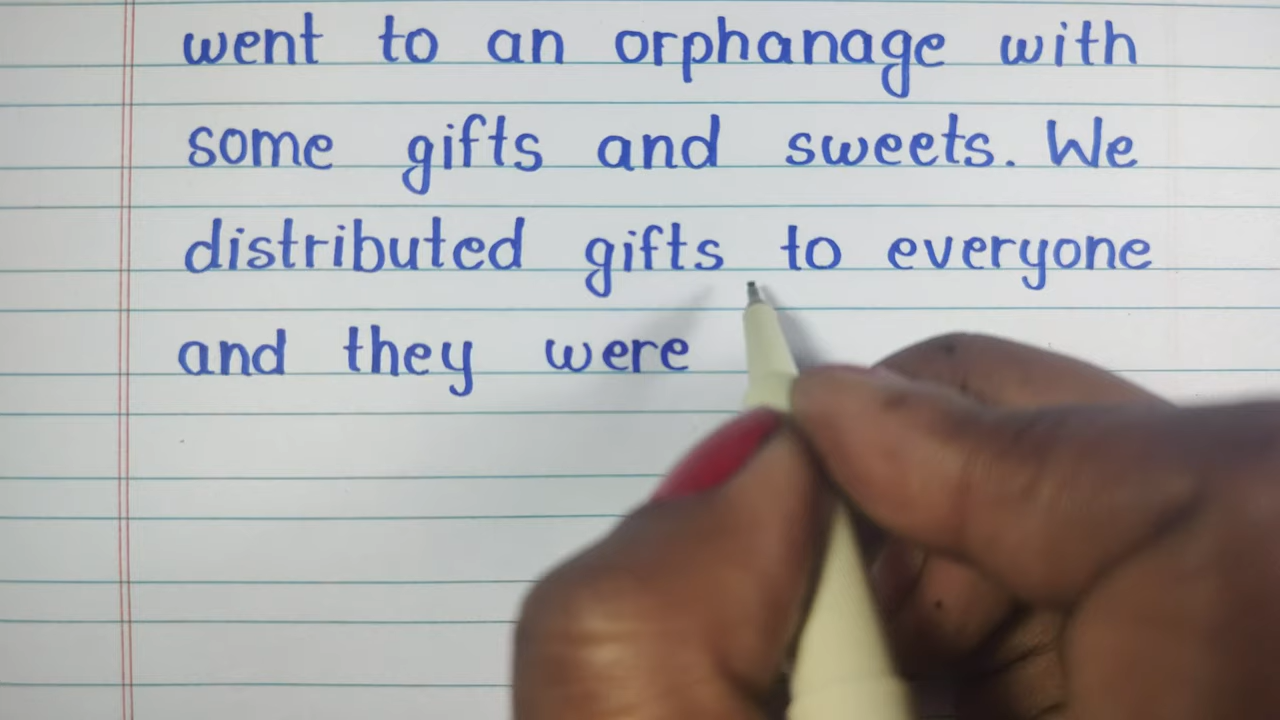 went to an orphanage with
some gifts and sweets. We
distributed gifts to everyone
and they were